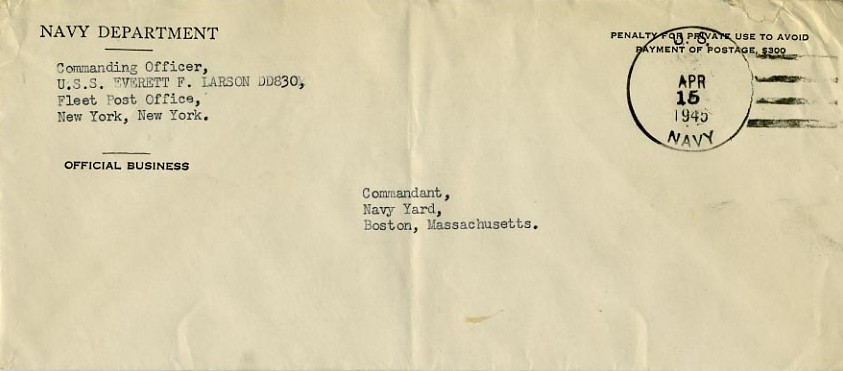 NAVY DEPARTMENT
Commanding Officer,
U.S.S. EVERETT F. LARSON DD830,
Fleet Post Office,
New York, New York.
OFFICIAL BUSINESS
PENALTY FOR PRIVATE USE TO AVOID
PAYMENT OF POSTAGE, $300
U. S.
APR
15
1945
NAVY
Commandant,
Navy Yard,
Boston, Massachusetts.